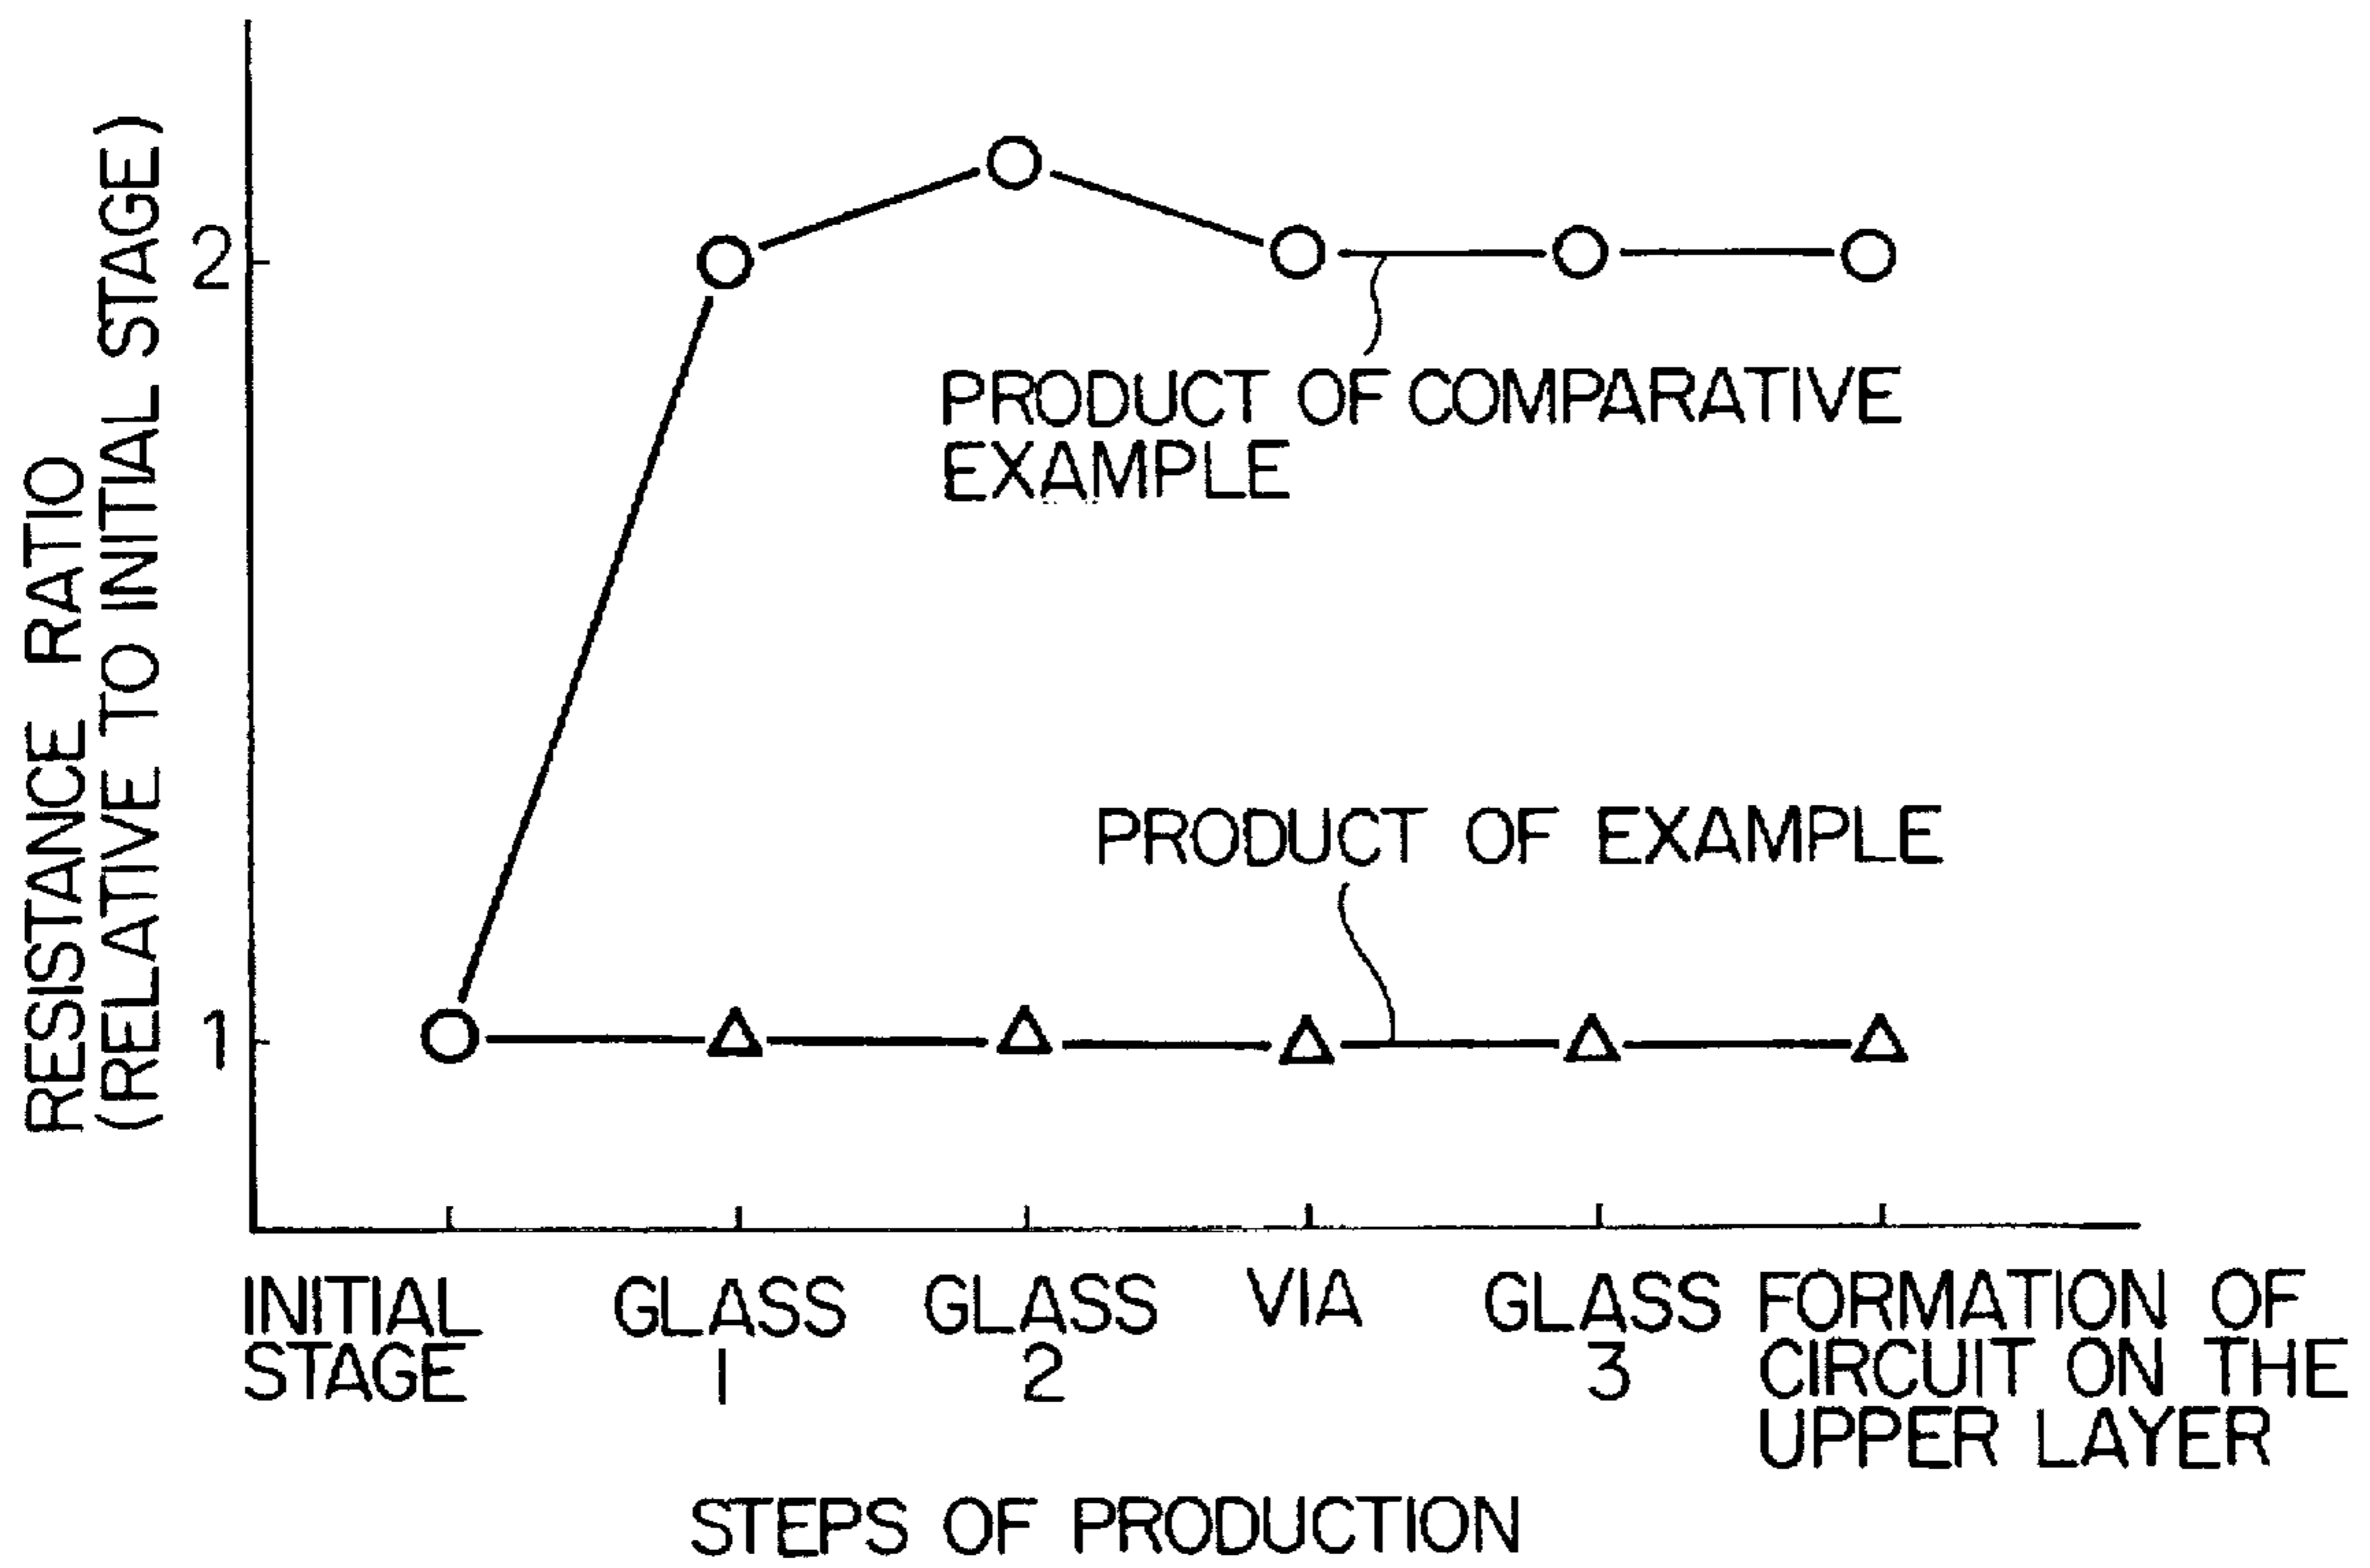 RESISTANCE RATIO
(RELATIVE TO INITIAL STAGE)
2
1
PRODUCT OF COMPARATIVE
EXAMPLE
PRODUCT OF EXAMPLE
INITIAL
STAGE
GLASS
1
GLASS
2
VIA
GLASS
3
FORMATION OF
CIRCUIT ON THE
UPPER LAYER
STEPS OF PRODUCTION